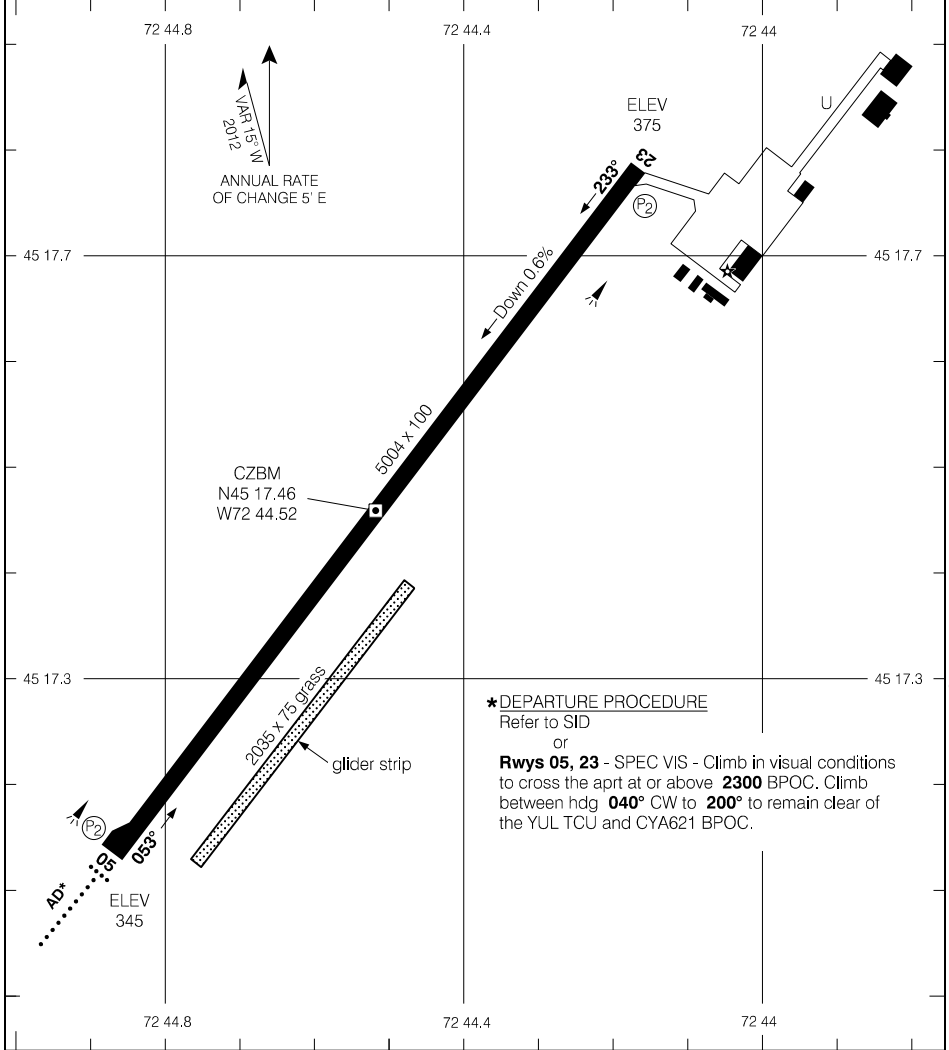 72 44.8
72 44.4
72 44
VAR 15° W
2012
ANNUAL RATE
OF CHANGE 5' E
ELEV
375
U
23
233°
P2
45 17.7
45 17.7
Down 0.6%
5004 x 100
CZBM
N45 17.46
W72 44.52
45 17.3
45 17.3
2035 x 75 grass
glider strip
*DEPARTURE PROCEDURE
Refer to SID
or
Rwys 05, 23 - SPEC VIS - Climb in visual conditions
to cross the aprt at or above 2300 BPOC. Climb
between hdg 040° CW to 200° to remain clear of
the YUL TCU and CYA621 BPOC.
P2
053°
05
AD*
ELEV
345
72 44.8
72 44.4
72 44